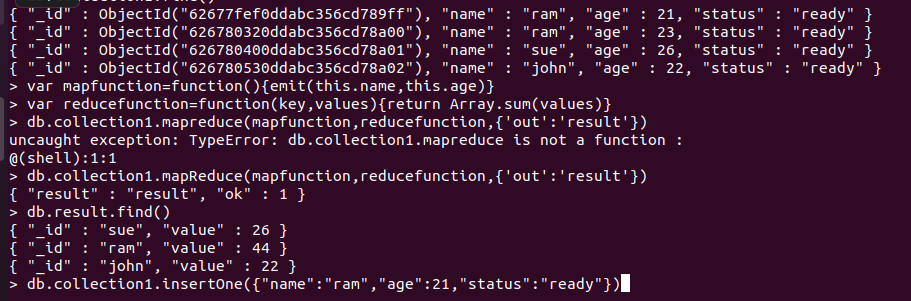 { "_id" : ObjectId("62677fef0ddabc356cd789ff"), "name" : "ram", "age" : 21, "status" : "ready" }
{ "_id" : ObjectId("626780320ddabc356cd78a00"), "name" : "ram", "age" : 23, "status" : "ready" }
{ "_id" : ObjectId("626780400ddabc356cd78a01"), "name" : "sue", "age" : 26, "status" : "ready" }
{ "_id" : ObjectId("626780530ddabc356cd78a02"), "name" : "john", "age" : 22, "status" : "ready" }
> var mapfunction=function(){emit(this.name,this.age)}
> var reducefunction=function(key,values){return Array.sum(values)}
> db.collection1.mapreduce(mapfunction,reducefunction,{'out':'result'})
uncaught exception: TypeError: db.collection1.mapreduce is not a function :
@(shell):1:1
> db.collection1.mapReduce(mapfunction,reducefunction,{'out':'result'})
{ "result" : "result", "ok" : 1 }
> db.result.find()
{ "_id" : "sue", "value" : 26 }
{ "_id" : "ram", "value" : 44 }
{ "_id" : "john", "value" : 22 }
> db.collection1.insertOne({"name":"ram","age":21,"status":"ready"})